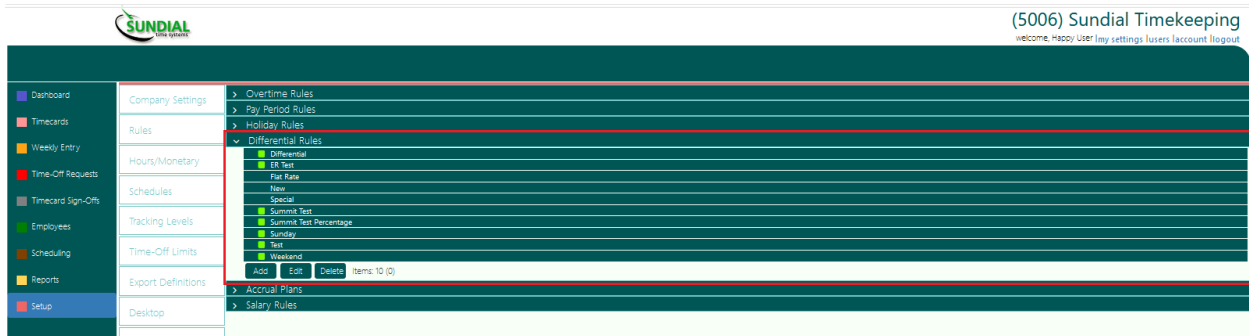 SUNDIAL
time systems
(5006) Sundial Timekeeping
welcome, Happy User |my settings |users |account |logout
Dashboard
Timecards
Weekly Entry
Time-Off Requests
Timecard Sign-Offs
Employees
Scheduling
Reports
Setup
Company Settings
Rules
Hours/Monetary
Schedules
Tracking Levels
Time-Off Limits
Export Definitions
Desktop
> Overtime Rules
> Pay Period Rules
> Holiday Rules
Differential Rules
Differential
ER Test
Flat Rate
New
Special
Summit Test
Summit Test Percentage
Sunday
Test
Weekend
Add Edit Delete Items: 10 (0)
> Accrual Plans
> Salary Rules